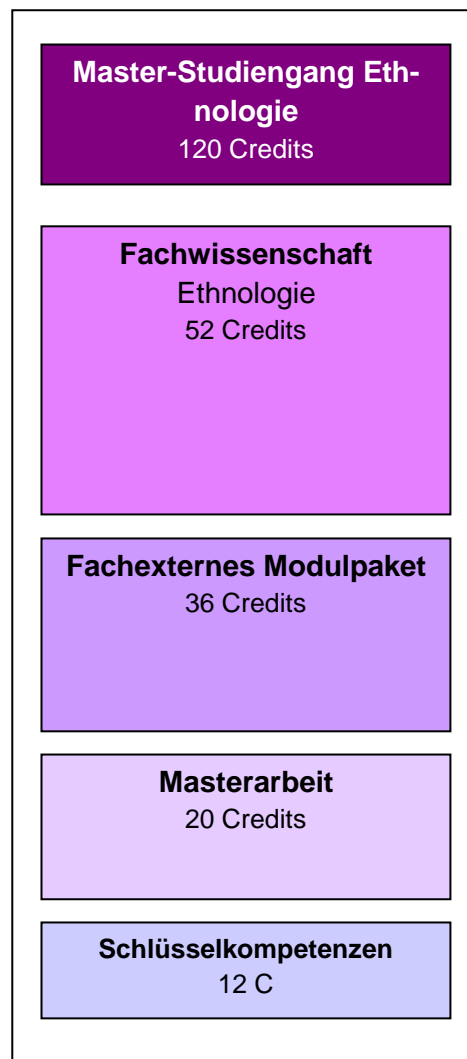 Master-Studiengang Eth-
nologie
120 Credits
Fachwissenschaft
Ethnologie
52 Credits
Fachexternes Modulpaket
36 Credits
Masterarbeit
20 Credits
Schlüsselkompetenzen
12 C